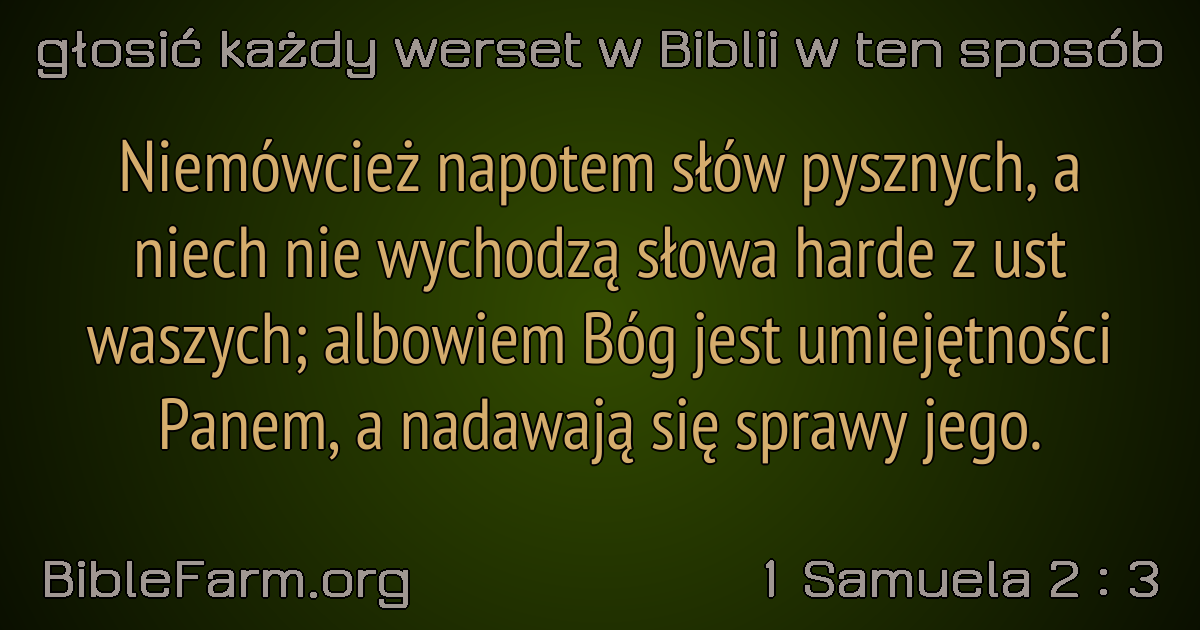 głosić każdy werset w Biblii w ten sposób
Niemówcież napotem słów pysznych, a
niech nie wychodzą słowa harde z ust
waszych; albowiem Bóg jest umiejętności
Panem, a nadawają się sprawy jego.
BibleFarm.org
1 Samuela 2 : 3